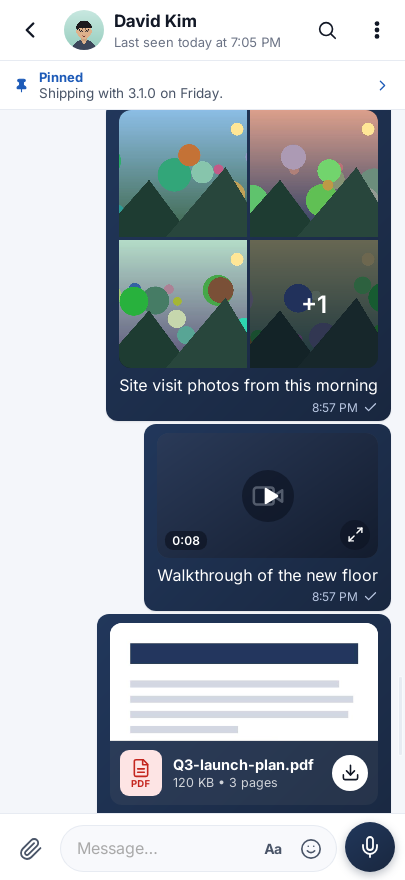 David Kim
Last seen today at 7:05 PM
Pinned
Shipping with 3.1.0 on Friday.
+1
Site visit photos from this morning
8:57 PM
0:08
Walkthrough of the new floor
8:57 PM
PDF
Q3-launch-plan.pdf
120 KB • 3 pages
Message...
Aa